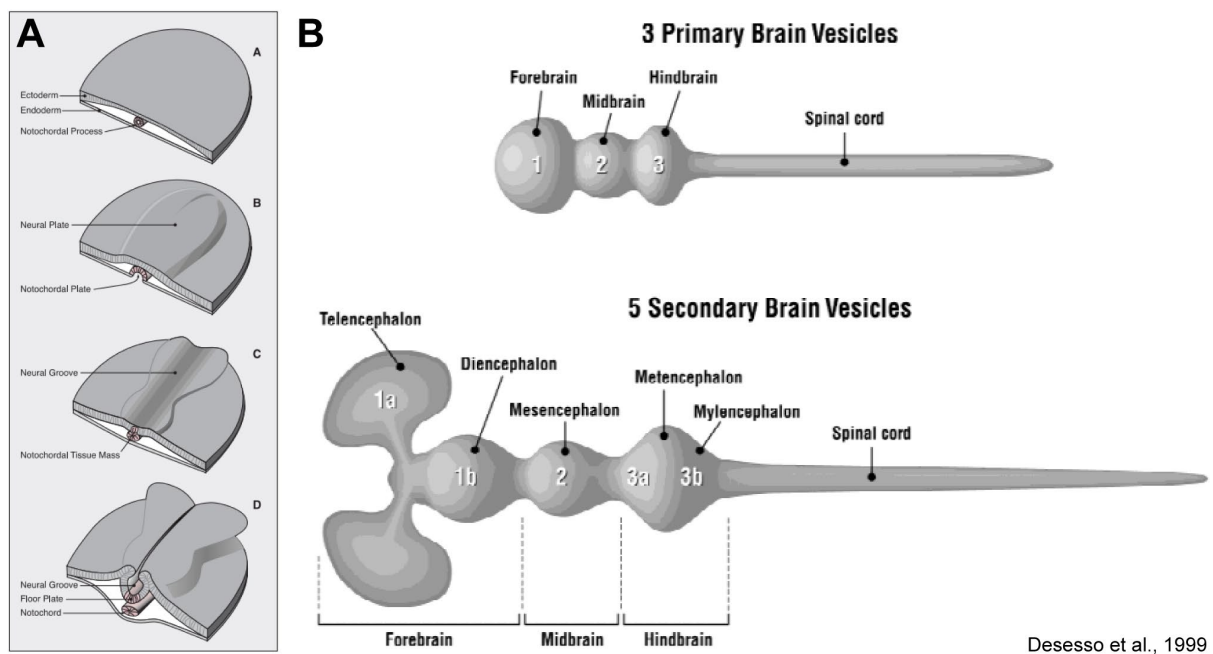 A
A
Ectoderm
Endoderm
Notochordal Process
B
Neural Plate
Notochordal Plate
C
Neural Groove
Notochordal Tissue Mass
D
Neural Groove
Floor Plate
Notochord
B
3 Primary Brain Vesicles
Forebrain
Hindbrain
Midbrain
Spinal cord
1
2
3
5 Secondary Brain Vesicles
Telencephalon
Diencephalon
Metencephalon
Mesencephalon
Mylencephalon
Spinal cord
1a
1b
2
3a
3b
Forebrain
Midbrain
Hindbrain
Desesso et al., 1999